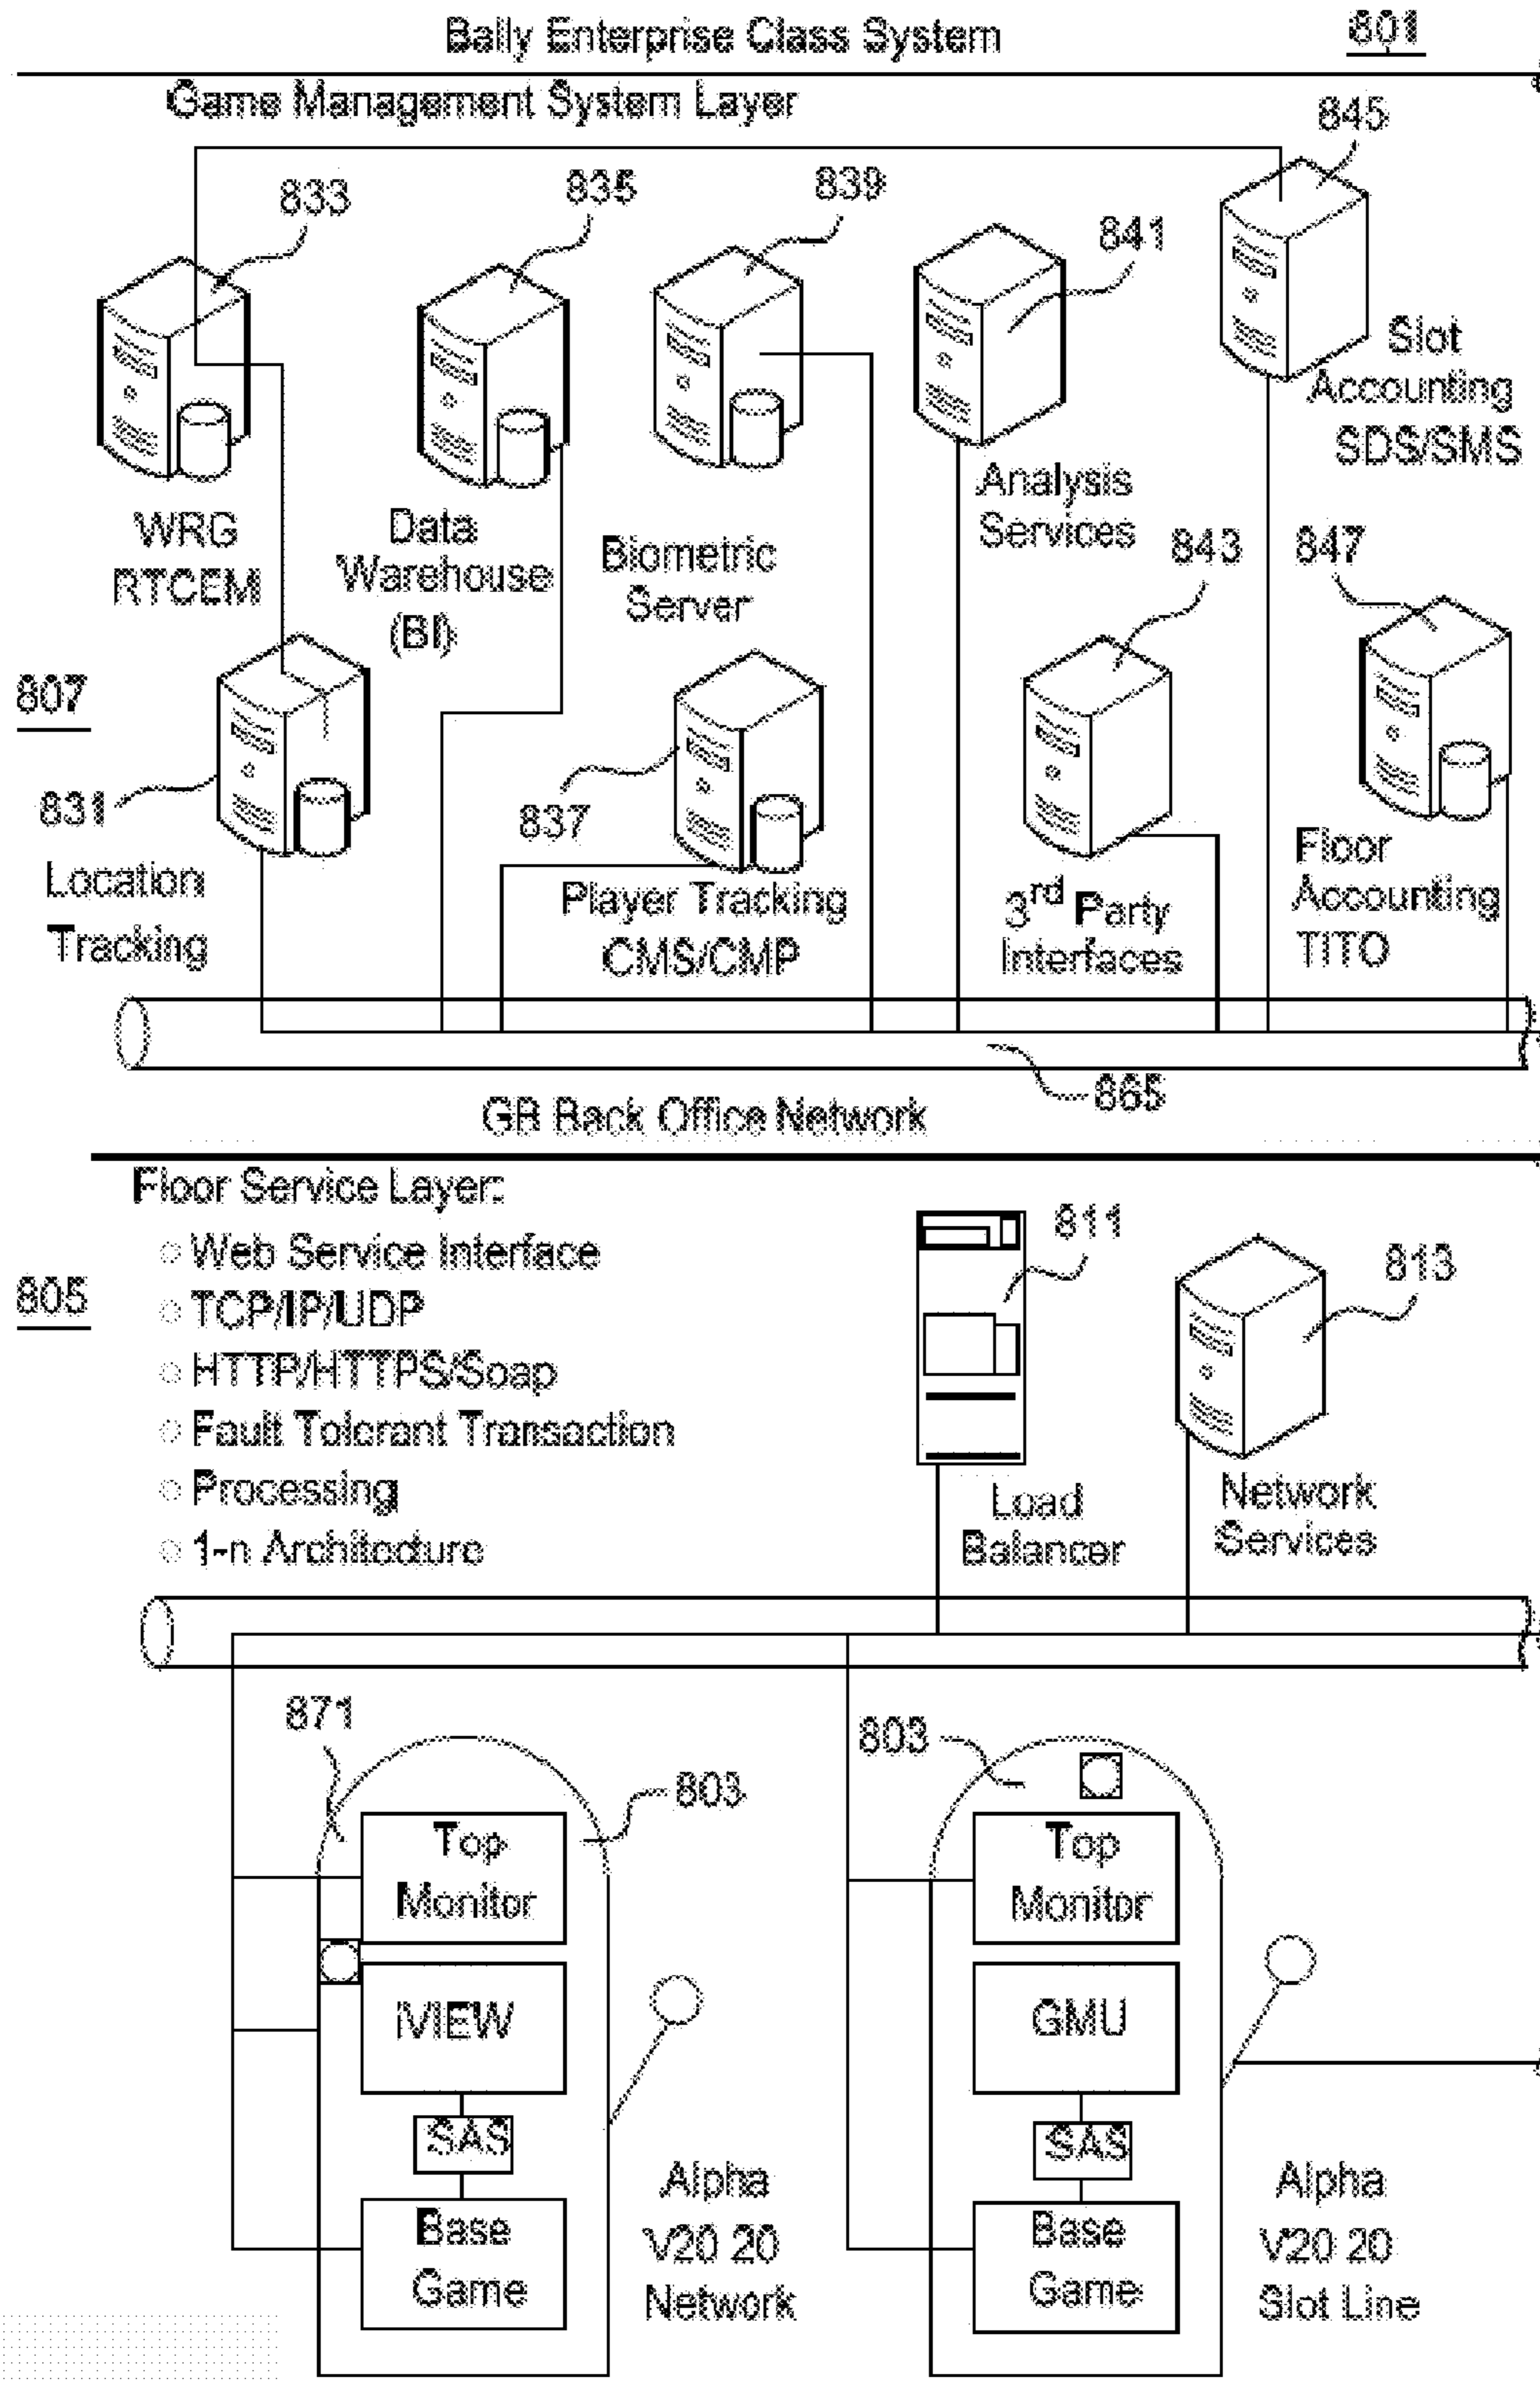 Bally Enterprise Class System
801
Game Management System Layer
845
833
835
839
841
Slot
Accounting
SDS/SMS
WRG
RTCEM
Data
Warehouse
(BI)
Biometric
Server
Analysis
Services
843
847
807
831
837
Location
Tracking
Player Tracking
CMS/CMP
3rd Party
Interfaces
Floor
Accounting
TITO
865
GB Back Office Network
Floor Service Layer:
○ Web Service Interface
○ TCP/IP/UDP
○ HTTP/HTTPS/Soap
○ Fault Tolerant Transaction
○ Processing
○ 1-n Architecture
805
811
813
Load
Balancer
Network
Services
871
803
803
Top
Monitor
iVIEW
SAS
Base
Game
Alpha
V20 20
Network
Top
Monitor
GMU
SAS
Base
Game
Alpha
V20 20
Slot Line